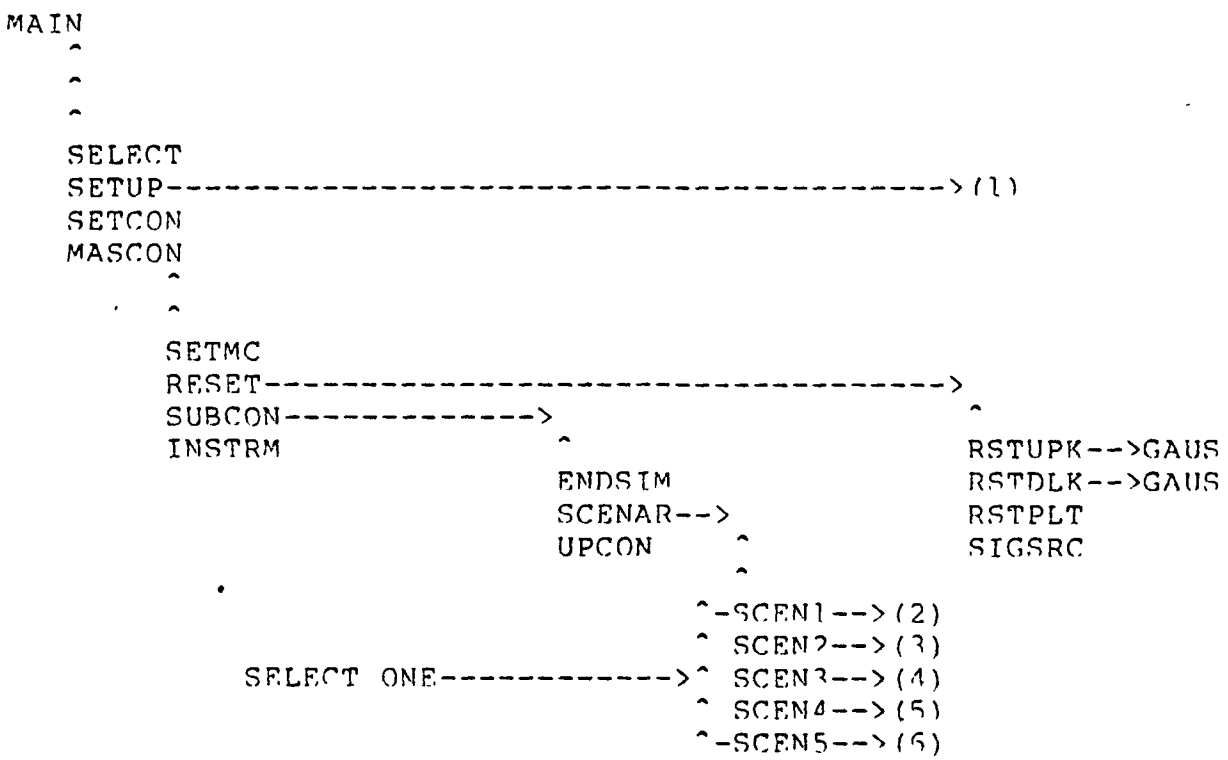 MAIN
^
^
^
SELECT
SETUP---------------------------------------->(1)
SETCON
MASCON
^
^
SETMC
RESET----------------------------------->
SUBCON------------->                     ^
INSTRM              ^                    RSTUPK-->GAUS
ENDSIM               RSTDLK-->GAUS
SCENAR-->            RSTPLT
UPCON    ^           SIGSRC
^
^-SCEN1-->(2)
^ SCEN2-->(3)
SELECT ONE------------>^ SCEN3-->(4)
^ SCEN4-->(5)
^-SCEN5-->(6)